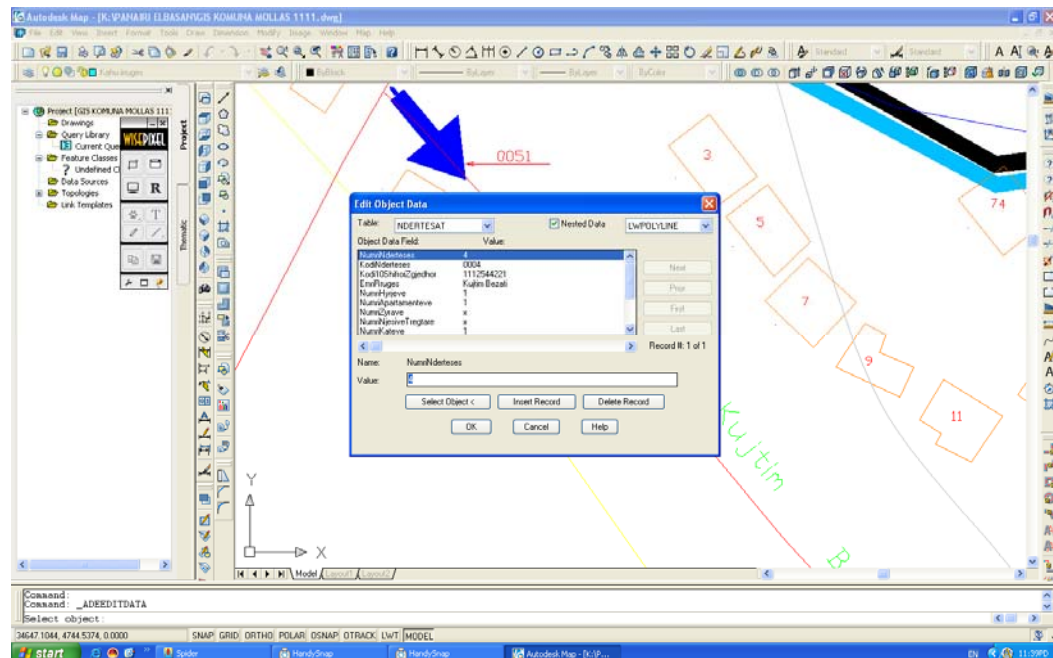 Autodesk Map - [K:\PANAIRI ELBASAN\GIS KOMUNA MOLLAS 1111.dwg]
File Edit View Insert Format Tools Draw Dimension Modify Image Window Map Help
Standard Standard
ByBlock ByLayer ByLayer ByColor
Project [GIS KOMUNA MOLLAS 111
Drawings
Query Library
Current Que
Feature Classes
Undefined Cl
Data Sources
Topologies
Link Templates
WISEPIXEL
R
T
Project
Thematic
0051
3
5
7
9
11
74
Kujtim
B
Y
X
Edit Object Data
Table: NDERTESAT Nested Data LWPOLYLINE
Object Data Field: Value:
NumriNderteses 4
KodiNderteses 0004
Kodi10ShifrorZgjedhor 1112544221
EmriRruges Kujtim Bezati
NumriHyrjeve 1
NumriApartamenteve 1
NumriZyrave x
NumriNjesiveTregtare x
NumriKateve 1
Next
Prior
First
Last
Record #: 1 of 1
Name: NumriNderteses
Value: 4
Select Object < Insert Record Delete Record
OK Cancel Help
Model Layout1 Layout2
Command:
Command: _ADEEDITDATA
Select object:
34647.1044, 4744.5374, 0.0000 SNAP GRID ORTHO POLAR OSNAP OTRACK LWT MODEL
start Spider HandySnap HandySnap Autodesk Map - [K:\P... EN 11:39PD